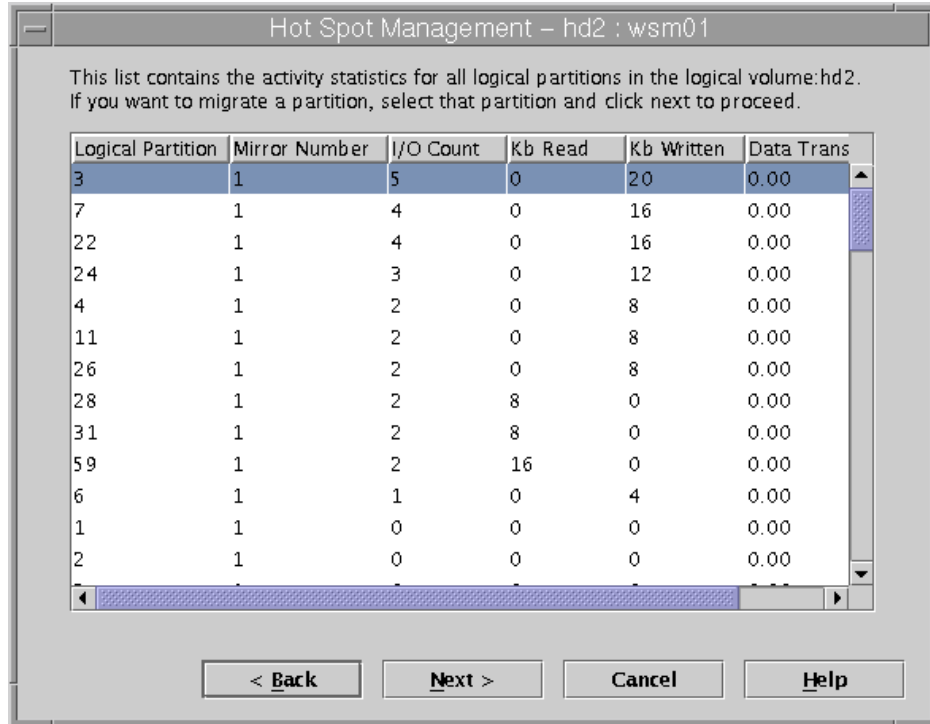 Hot Spot Management – hd2 : wsm01
This list contains the activity statistics for all logical partitions in the logical volume:hd2.
If you want to migrate a partition, select that partition and click next to proceed.
Logical Partition Mirror Number I/O Count Kb Read Kb Written Data Trans
3 1 5 0 20 0.00
7 1 4 0 16 0.00
22 1 4 0 16 0.00
24 1 3 0 12 0.00
4 1 2 0 8 0.00
11 1 2 0 8 0.00
26 1 2 0 8 0.00
28 1 2 8 0 0.00
31 1 2 8 0 0.00
59 1 2 16 0 0.00
6 1 1 0 4 0.00
1 1 0 0 0 0.00
2 1 0 0 0 0.00
< Back Next > Cancel Help